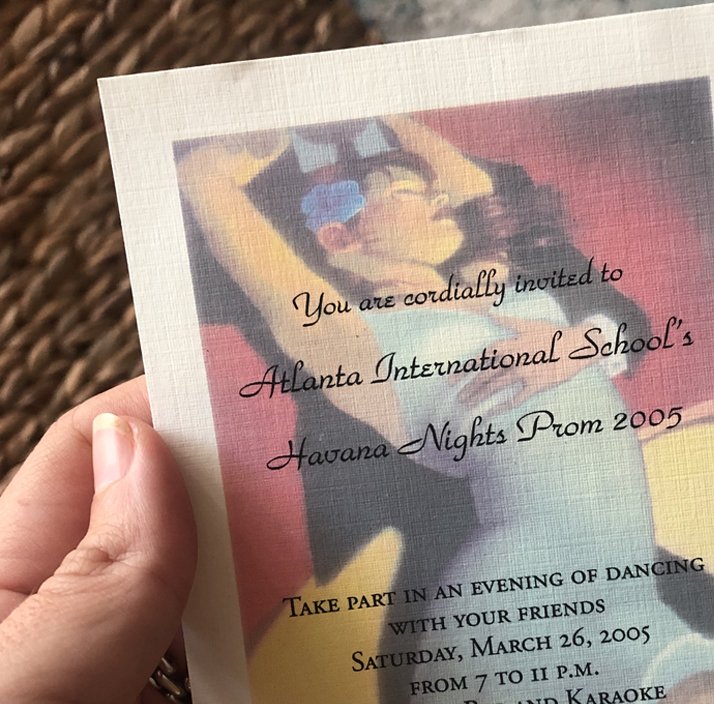 You are cordially invited to
Atlanta International School's
Havana Nights Prom 2005
Take part in an evening of dancing
with your friends
Saturday, March 26, 2005
from 7 to 11 p.m.
and Karaoke